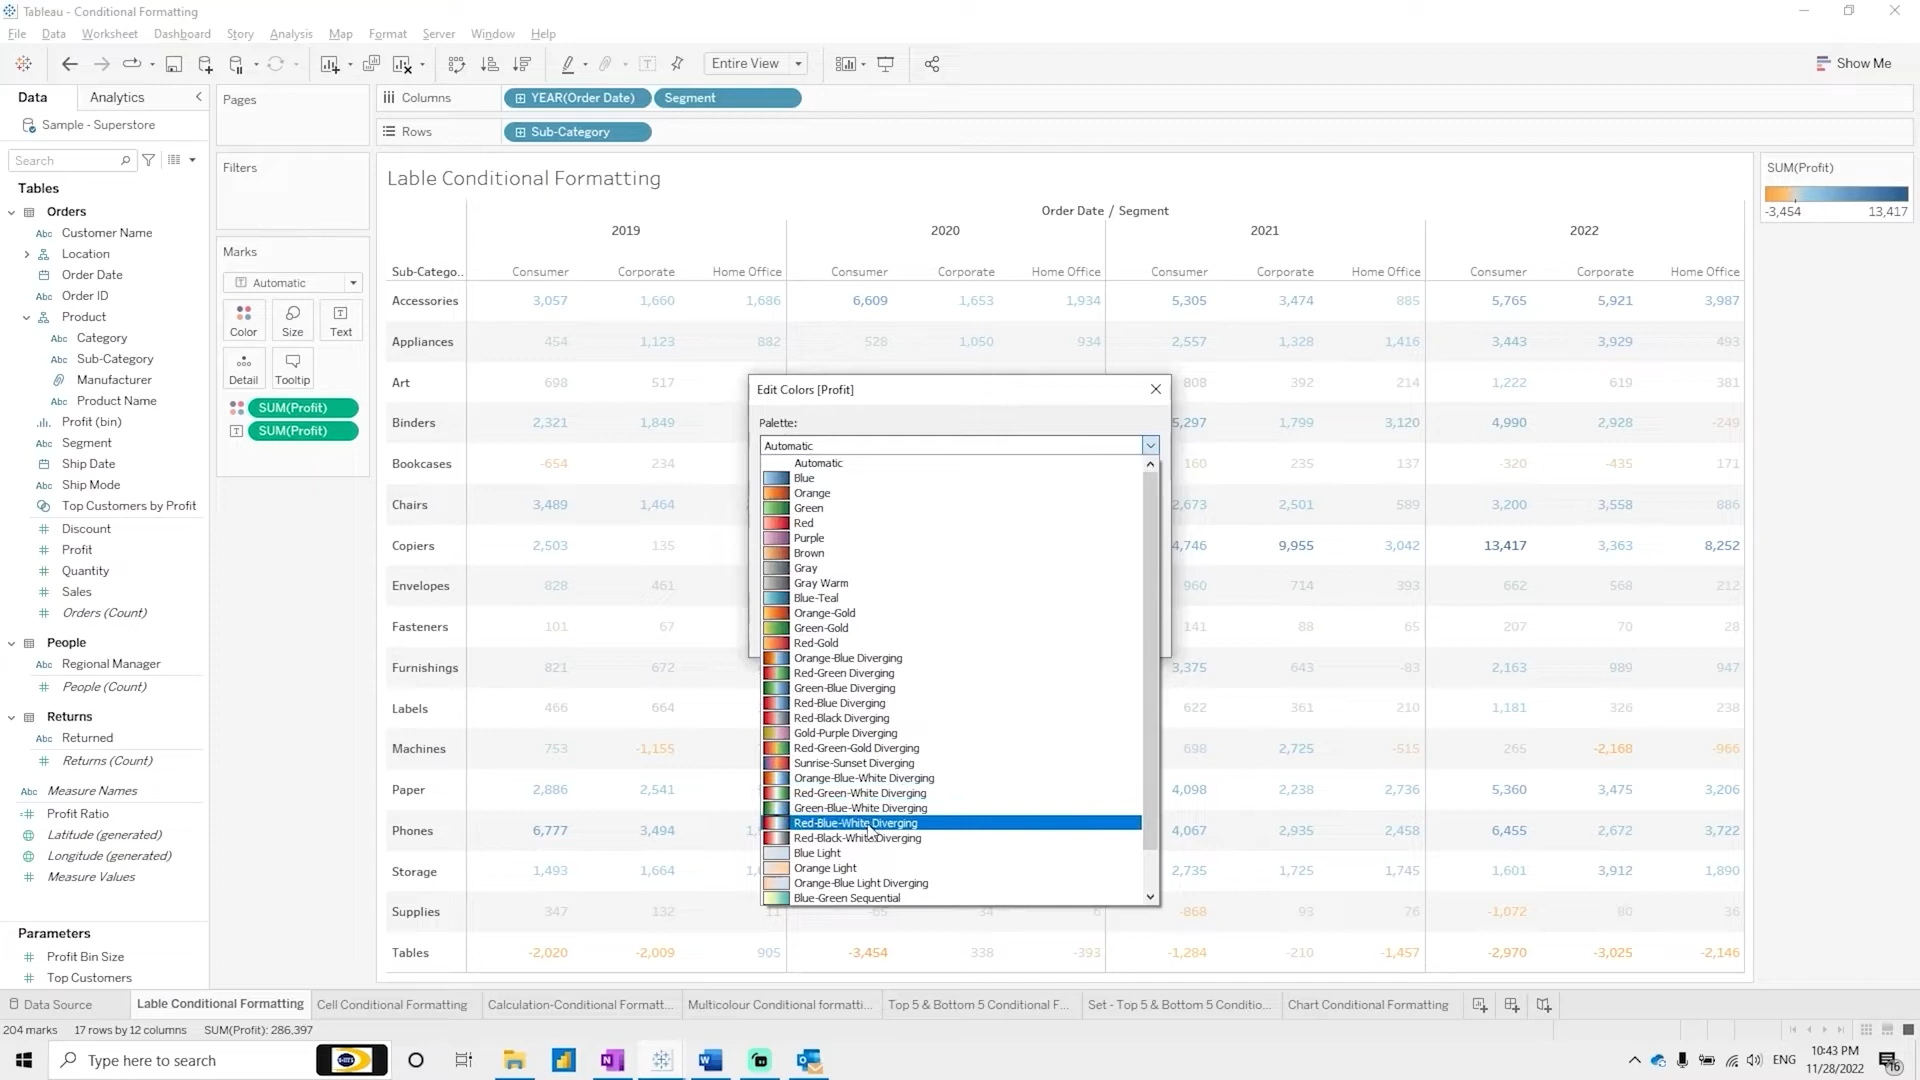 Tableau - Conditional Formatting
File Data Worksheet Dashboard Story Analysis Map Format Server Window Help
Entire View Show Me
Data Analytics Pages Columns YEAR(Order Date) Segment
Sample - Superstore
Rows Sub-Category
Search
Filters
SUM(Profit)
-3,454 13,417
Tables
Orders
Abc Customer Name
Location
Order Date
Abc Order ID
Product
Abc Category
Abc Sub-Category
Manufacturer
Abc Product Name
Profit (bin)
Abc Segment
Ship Date
Abc Ship Mode
Top Customers by Profit
Discount
Profit
Quantity
Sales
Orders (Count)
People
Abc Regional Manager
People (Count)
Returns
Abc Returned
Returns (Count)
Abc Measure Names
Profit Ratio
Latitude (generated)
Longitude (generated)
Measure Values
Parameters
Profit Bin Size
Top Customers
Marks
Automatic
Color Size Text
Detail Tooltip
SUM(Profit)
SUM(Profit)
Lable Conditional Formatting
Order Date / Segment
2019 2020 2021 2022
Sub-Catego.. Consumer Corporate Home Office Consumer Corporate Home Office Consumer Corporate Home Office Consumer Corporate Home Office
Accessories 3,057 1,660 1,686 6,609 1,653 1,934 5,305 3,474 885 5,765 5,921 3,987
Appliances 454 1,123 882 528 1,050 934 2,557 1,328 1,416 3,443 3,929 493
Art 698 517 808 392 214 1,222 619 381
Binders 2,321 1,849 5,297 1,799 3,120 4,990 2,928 -249
Bookcases -654 234 160 235 137 -320 -435 171
Chairs 3,489 1,464 2,673 2,501 589 3,200 3,558 886
Copiers 2,503 135 4,746 9,955 3,042 13,417 3,363 8,252
Envelopes 828 461 960 714 393 662 568 212
Fasteners 101 67 141 88 65 207 70 28
Furnishings 821 672 3,375 643 -83 2,163 989 947
Labels 466 664 622 361 210 1,181 326 238
Machines 753 -1,155 698 2,725 -515 265 -2,168 -966
Paper 2,886 2,541 4,098 2,238 2,736 5,360 3,475 3,206
Phones 6,777 3,494 4,067 2,935 2,458 6,455 2,672 3,722
Storage 1,493 1,664 2,735 1,725 1,745 1,601 3,912 1,890
Supplies 347 132 11 -65 34 6 -868 93 76 -1,072 80 36
Tables -2,020 -2,009 905 -3,454 338 -393 -1,284 -210 -1,457 -2,970 -3,025 -2,146
Edit Colors [Profit]
Palette:
Automatic
Automatic
Blue
Orange
Green
Red
Purple
Brown
Gray
Gray Warm
Blue-Teal
Orange-Gold
Green-Gold
Red-Gold
Orange-Blue Diverging
Red-Green Diverging
Green-Blue Diverging
Red-Blue Diverging
Red-Black Diverging
Gold-Purple Diverging
Red-Green-Gold Diverging
Sunrise-Sunset Diverging
Orange-Blue-White Diverging
Red-Green-White Diverging
Green-Blue-White Diverging
Red-Blue-White Diverging
Red-Black-White Diverging
Blue Light
Orange Light
Orange-Blue Light Diverging
Blue-Green Sequential
Data Source Lable Conditional Formatting Cell Conditional Formatting Calculation-Conditional Formatt... Multicolour Conditional formatti... Top 5 & Bottom 5 Conditional F... Set - Top 5 & Bottom 5 Conditio... Chart Conditional Formatting
204 marks 17 rows by 12 columns SUM(Profit): 286,397
Type here to search ENG 10:43 PM
11/28/2022
16